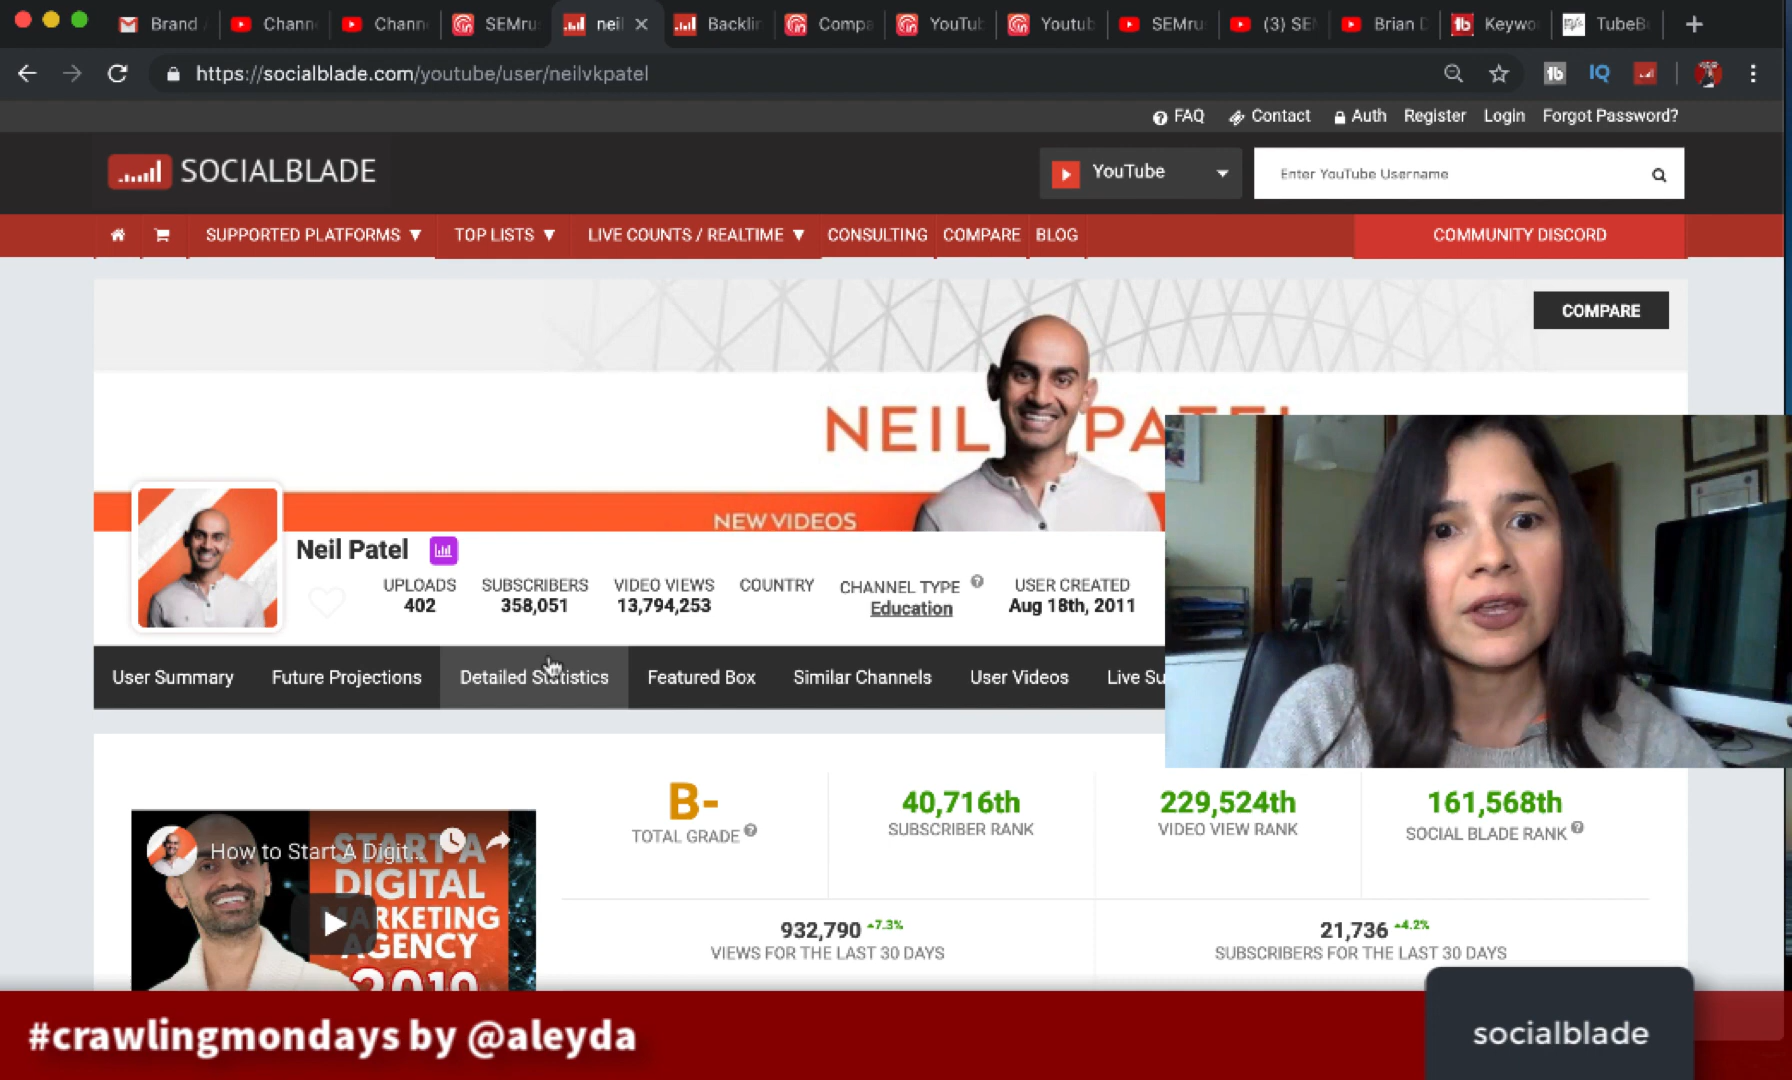 Brand
Chann
Chann
SEMru
neil
Backlin
Compa
YouTub
Youtub
SEMru
(3) SEM
Brian D
Keywo
TubeB
https://socialblade.com/youtube/user/neilvkpatel
FAQ
Contact
Auth
Register
Login
Forgot Password?
SOCIALBLADE
YouTube
Enter YouTube Username
SUPPORTED PLATFORMS
TOP LISTS
LIVE COUNTS / REALTIME
CONSULTING
COMPARE
BLOG
COMMUNITY DISCORD
COMPARE
NEIL PATEL
NEW VIDEOS
Neil Patel
UPLOADS
402
SUBSCRIBERS
358,051
VIDEO VIEWS
13,794,253
COUNTRY
CHANNEL TYPE
Education
USER CREATED
Aug 18th, 2011
User Summary
Future Projections
Detailed Statistics
Featured Box
Similar Channels
User Videos
Live Su
How to Start A Digit...
START A
DIGITAL
MARKETING
AGENCY
2019
B-
TOTAL GRADE
40,716th
SUBSCRIBER RANK
229,524th
VIDEO VIEW RANK
161,568th
SOCIAL BLADE RANK
932,790 +7.3%
VIEWS FOR THE LAST 30 DAYS
21,736 +4.2%
SUBSCRIBERS FOR THE LAST 30 DAYS
#crawlingmondays by @aleyda
socialblade